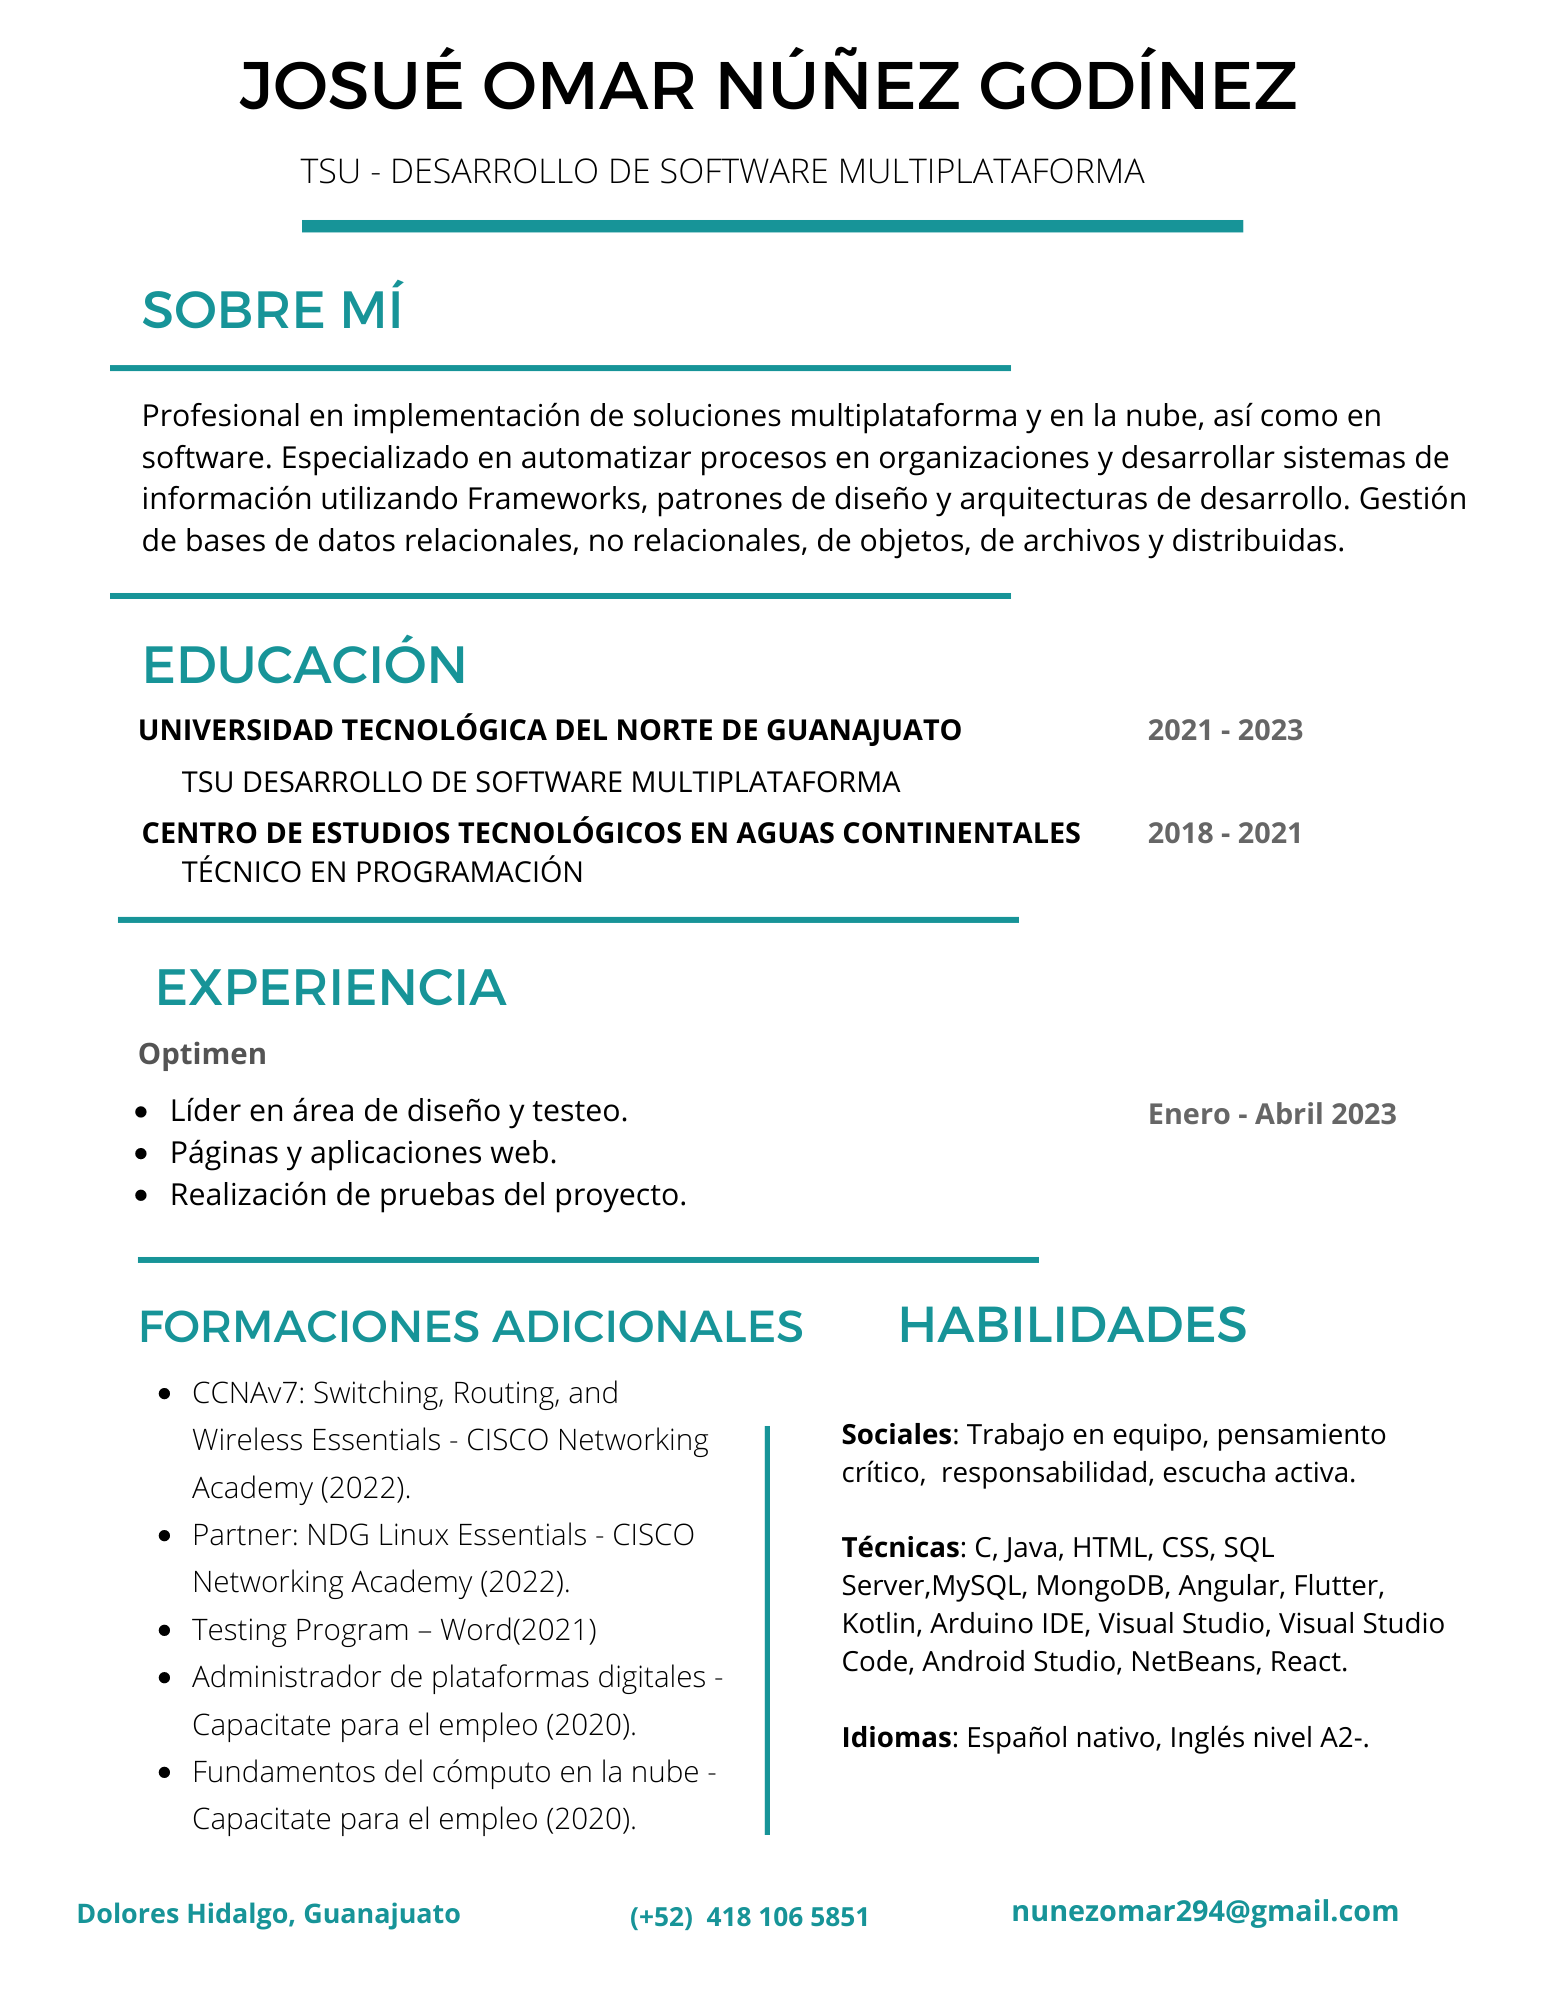 JOSUÉ OMAR NÚÑEZ GODÍNEZ
TSU - DESARROLLO DE SOFTWARE MULTIPLATAFORMA
SOBRE MÍ
Profesional en implementación de soluciones multiplataforma y en la nube, así como en
software. Especializado en automatizar procesos en organizaciones y desarrollar sistemas de
información utilizando Frameworks, patrones de diseño y arquitecturas de desarrollo. Gestión
de bases de datos relacionales, no relacionales, de objetos, de archivos y distribuidas.
EDUCACIÓN
UNIVERSIDAD TECNOLÓGICA DEL NORTE DE GUANAJUATO 2021 - 2023
TSU DESARROLLO DE SOFTWARE MULTIPLATAFORMA
CENTRO DE ESTUDIOS TECNOLÓGICOS EN AGUAS CONTINENTALES 2018 - 2021
TÉCNICO EN PROGRAMACIÓN
EXPERIENCIA
Optimen
• Líder en área de diseño y testeo.
Enero - Abril 2023
• Páginas y aplicaciones web.
• Realización de pruebas del proyecto.
FORMACIONES ADICIONALES
• CCNAv7: Switching, Routing, and
Wireless Essentials - CISCO Networking
Academy (2022).
• Partner: NDG Linux Essentials - CISCO
Networking Academy (2022).
• Testing Program – Word(2021)
• Administrador de plataformas digitales -
Capacitate para el empleo (2020).
• Fundamentos del cómputo en la nube -
Capacitate para el empleo (2020).
HABILIDADES
Sociales: Trabajo en equipo, pensamiento
crítico,  responsabilidad, escucha activa.
Técnicas: C, Java, HTML, CSS, SQL
Server,MySQL, MongoDB, Angular, Flutter,
Kotlin, Arduino IDE, Visual Studio, Visual Studio
Code, Android Studio, NetBeans, React.
Idiomas: Español nativo, Inglés nivel A2-.
Dolores Hidalgo, Guanajuato
(+52)  418 106 5851
nunezomar294@gmail.com